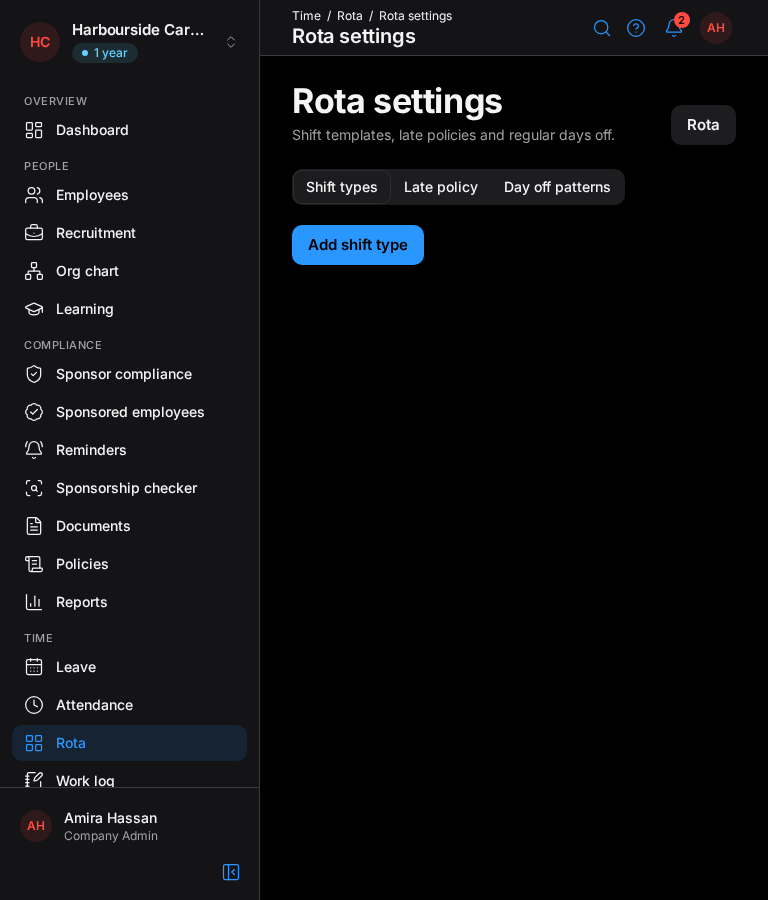 HC
Harbourside Car...
1 year
OVERVIEW
Dashboard
PEOPLE
Employees
Recruitment
Org chart
Learning
COMPLIANCE
Sponsor compliance
Sponsored employees
Reminders
Sponsorship checker
Documents
Policies
Reports
TIME
Leave
Attendance
Rota
Work log
AH
Amira Hassan
Company Admin
Time / Rota / Rota settings
Rota settings
2
AH
Rota settings
Shift templates, late policies and regular days off.
Rota
Shift types Late policy Day off patterns
Add shift type